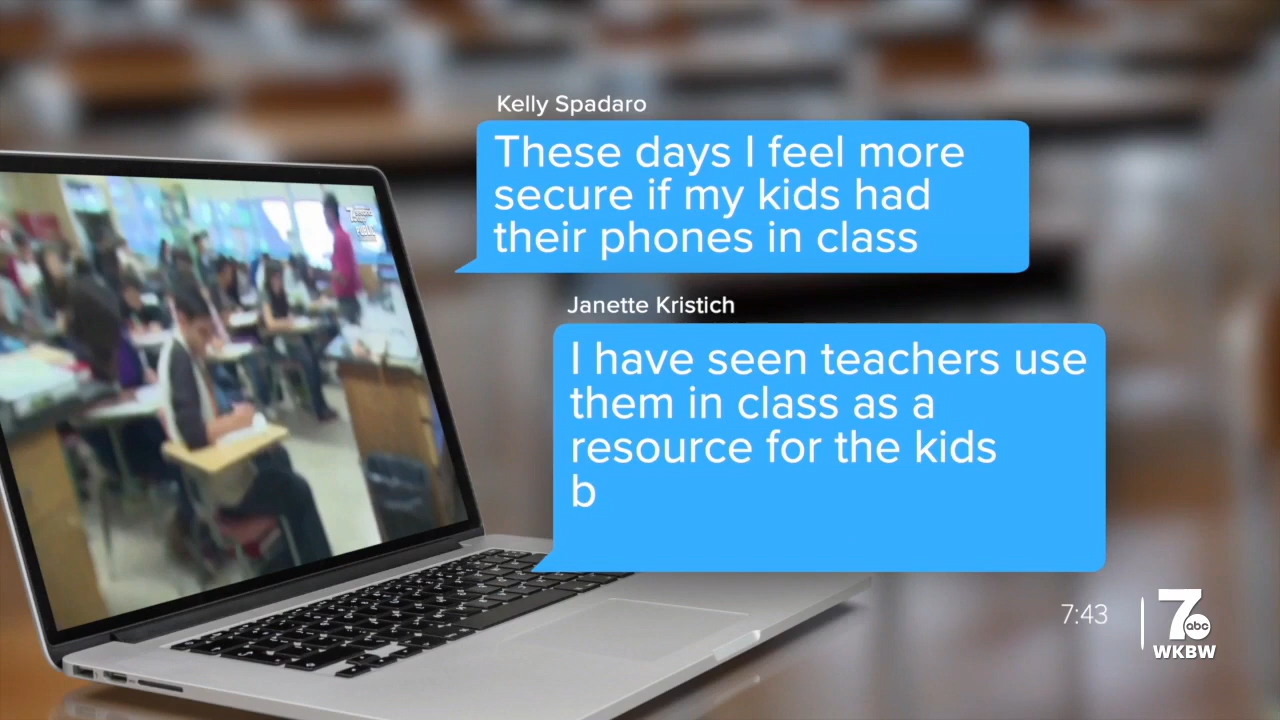 Kelly Spadaro
These days I feel more
secure if my kids had
their phones in class
Janette Kristich
I have seen teachers use
them in class as a
resource for the kids
b
7:43
7
abc
WKBW